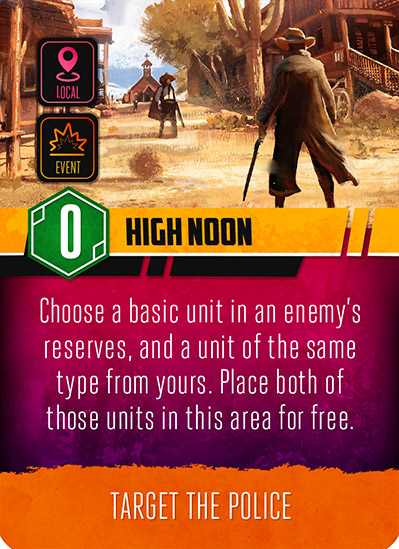 LOCAL
EVENT
0
HIGH NOON
Choose a basic unit in an enemy's
reserves, and a unit of the same
type from yours. Place both of
those units in this area for free.
TARGET THE POLICE